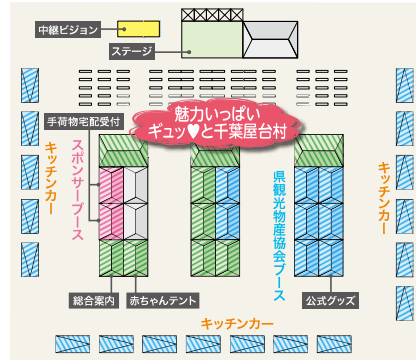 中継ビジョン
ステージ
魅力いっぱい
ギュッ♥と千葉屋台村
手荷物宅配受付
キッチンカー
スポンサーブース
県観光物産協会ブース
キッチンカー
総合案内
赤ちゃんテント
公式グッズ
キッチンカー